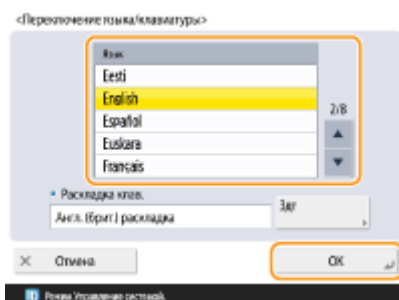 <Переключение языка/клавиатуры>
Язык
Eesti
English
Español
Euskara
Français
2/8
Раскладка клав.
Англ. (брит.) раскладка
Здг
Отмена
OK
Режим Управление системой.